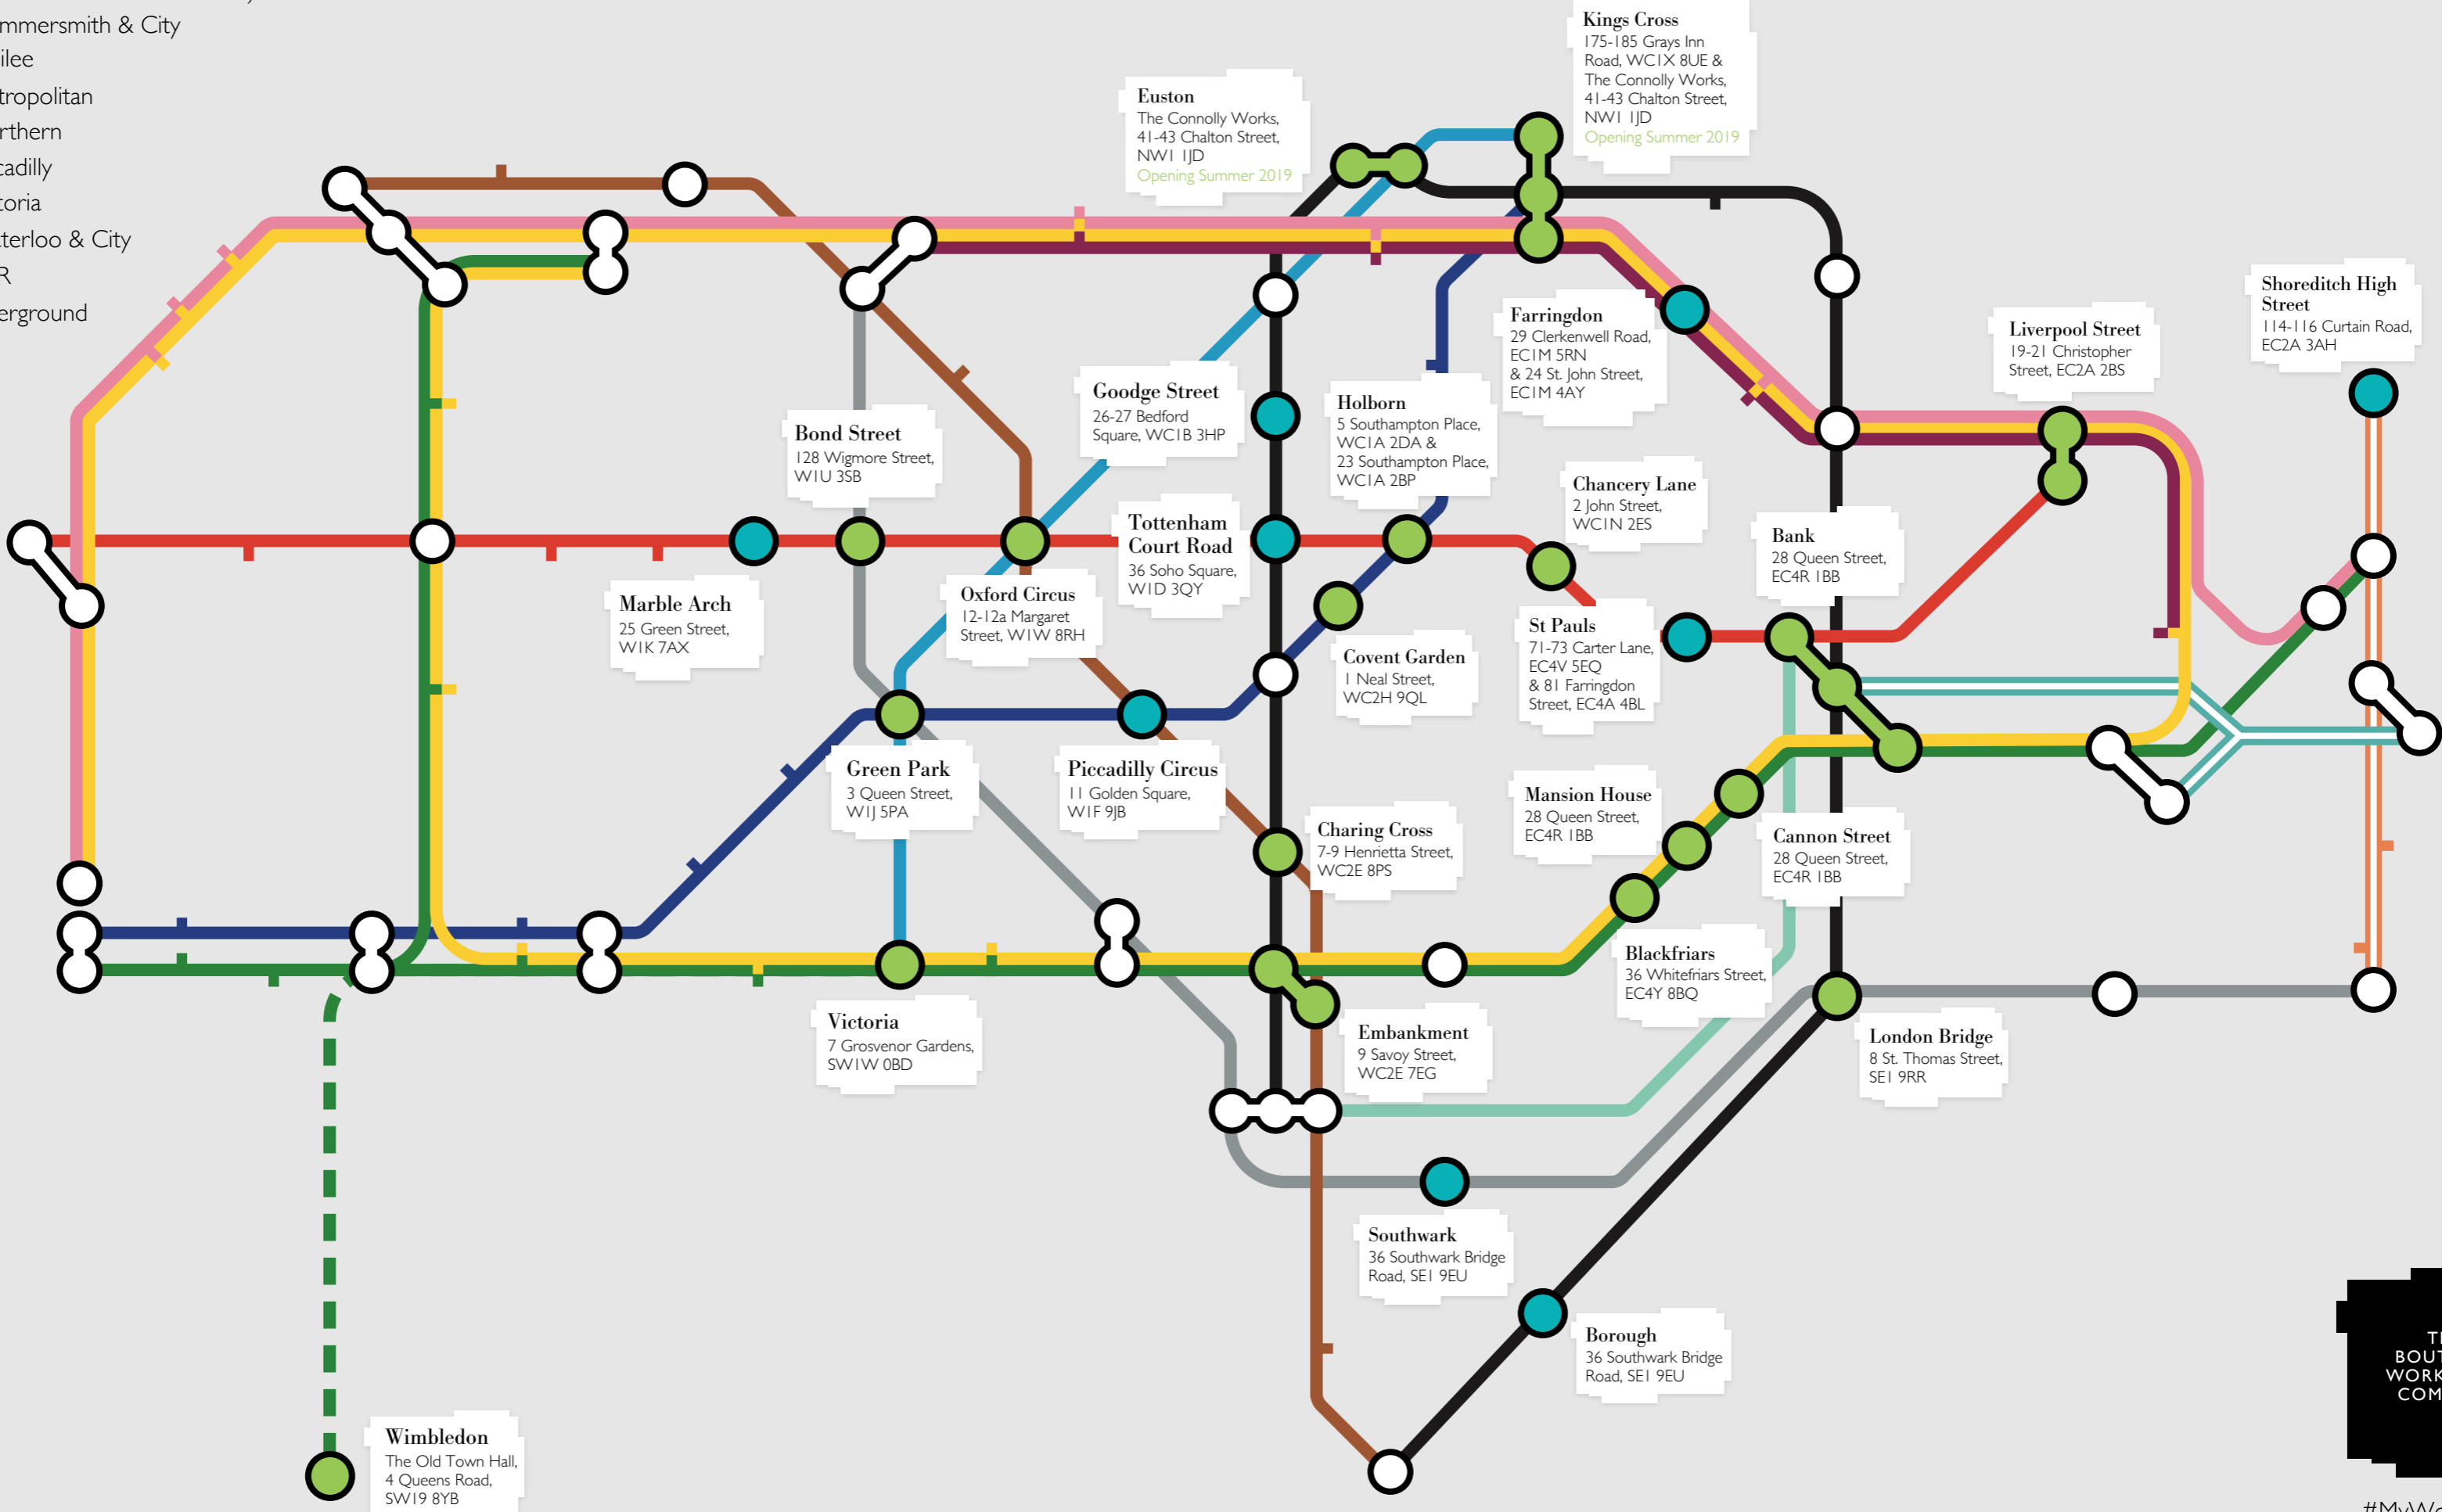 mmersmith & City
ilee
tropolitan
rthern
cadilly
toria
terloo & City
R
erground
Kings Cross
175-185 Grays Inn
Road, WC1X 8UE &
The Connolly Works,
41-43 Chalton Street,
NW1 1JD
Opening Summer 2019
Euston
The Connolly Works,
41-43 Chalton Street,
NW1 1JD
Opening Summer 2019
Shoreditch High
Street
114-116 Curtain Road,
EC2A 3AH
Liverpool Street
19-21 Christopher
Street, EC2A 2BS
Farringdon
29 Clerkenwell Road,
EC1M 5RN
& 24 St. John Street,
EC1M 4AY
Goodge Street
26-27 Bedford
Square, WC1B 3HP
Holborn
5 Southampton Place,
WC1A 2DA &
23 Southampton Place,
WC1A 2BP
Bond Street
128 Wigmore Street,
W1U 3SB
Chancery Lane
2 John Street,
WC1N 2ES
Tottenham
Court Road
36 Soho Square,
W1D 3QY
Bank
28 Queen Street,
EC4R 1BB
Marble Arch
25 Green Street,
W1K 7AX
Oxford Circus
12-12a Margaret
Street, W1W 8RH
St Pauls
71-73 Carter Lane,
EC4V 5EQ
& 81 Farringdon
Street, EC4A 4BL
Covent Garden
1 Neal Street,
WC2H 9QL
Green Park
3 Queen Street,
W1J 5PA
Piccadilly Circus
11 Golden Square,
W1F 9JB
Mansion House
28 Queen Street,
EC4R 1BB
Charing Cross
7-9 Henrietta Street,
WC2E 8PS
Cannon Street
28 Queen Street,
EC4R 1BB
Blackfriars
36 Whitefriars Street,
EC4Y 8BQ
Victoria
7 Grosvenor Gardens,
SW1W 0BD
Embankment
9 Savoy Street,
WC2E 7EG
London Bridge
8 St. Thomas Street,
SE1 9RR
Southwark
36 Southwark Bridge
Road, SE1 9EU
Borough
36 Southwark Bridge
Road, SE1 9EU
T
BOUT
WORK
COM
Wimbledon
The Old Town Hall,
4 Queens Road,
SW19 8YB
#MyWo